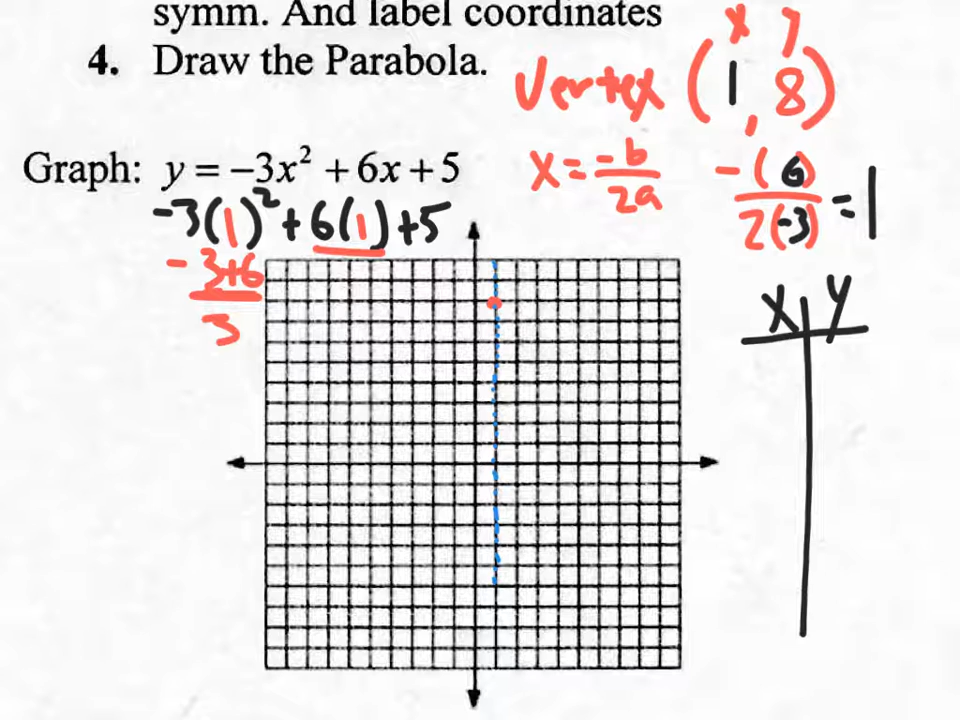 symm. And label coordinates
4. Draw the Parabola.
x y
Vertex (1, 8)
Graph: y = −3x² + 6x + 5
x = -b/2a
-(6)/2(-3) = 1
-3(1)² + 6(1) + 5
-3+6
3
x y